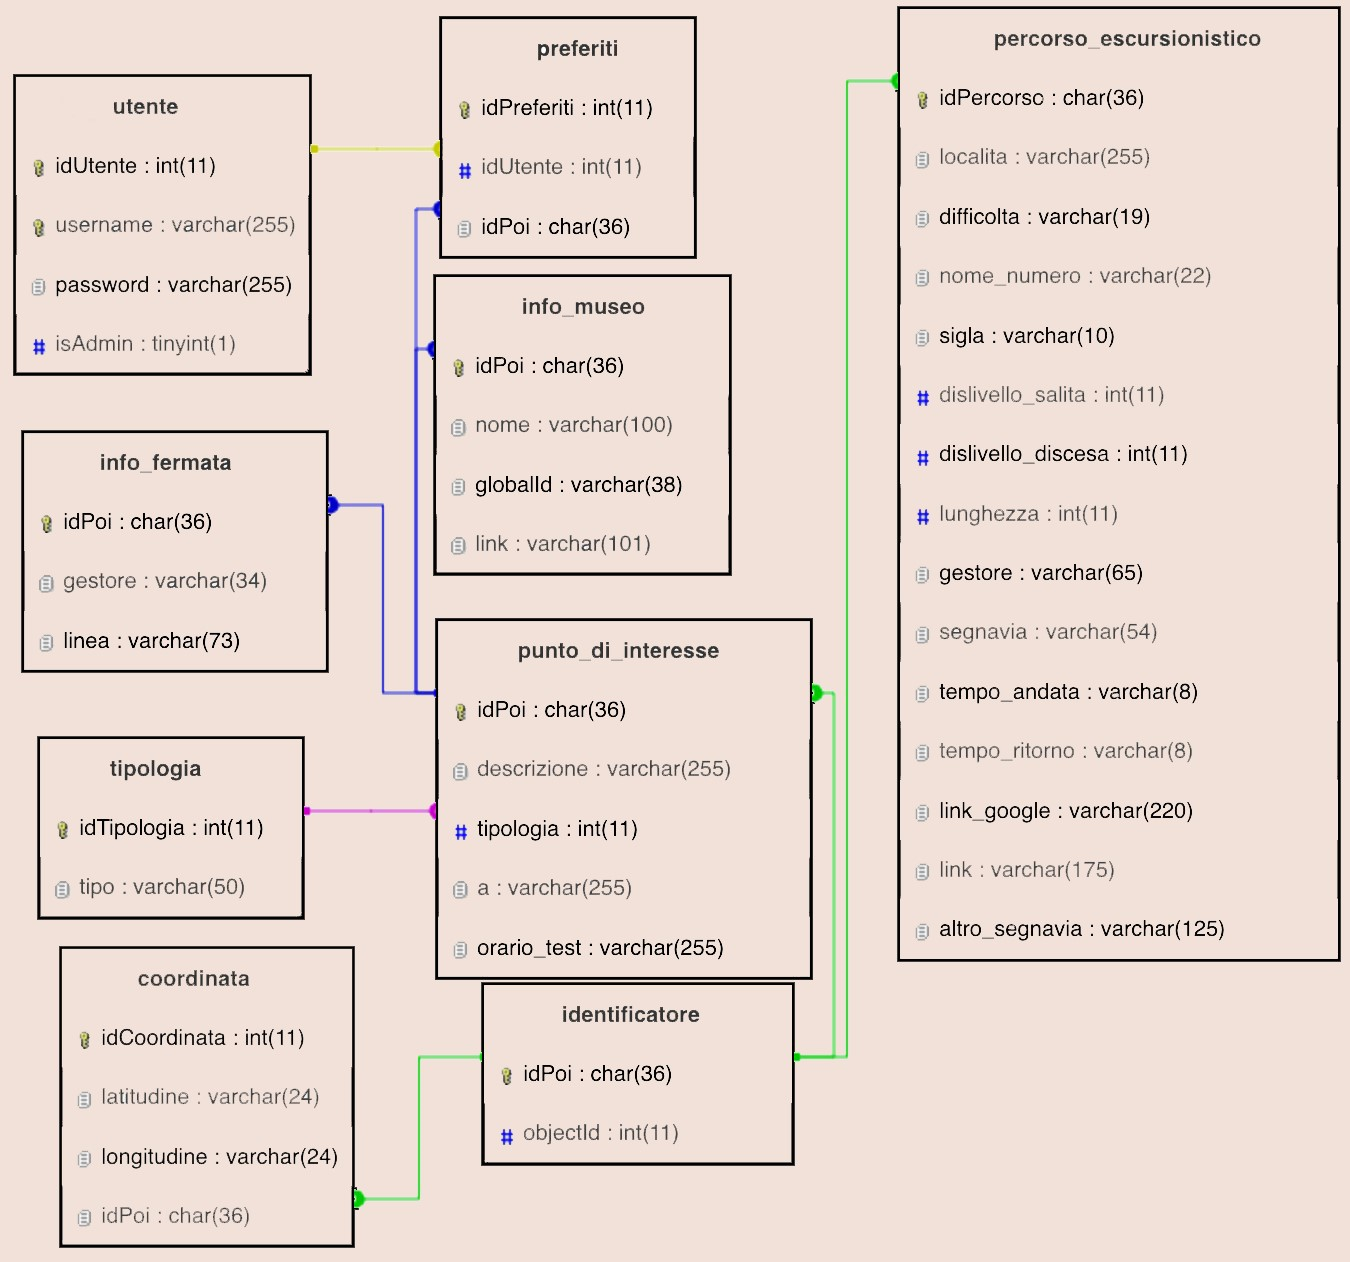 utente
idUtente : int(11)
username : varchar(255)
password : varchar(255)
isAdmin : tinyint(1)
preferiti
idPreferiti : int(11)
idUtente : int(11)
idPoi : char(36)
percorso_escursionistico
idPercorso : char(36)
localita : varchar(255)
difficolta : varchar(19)
nome_numero : varchar(22)
sigla : varchar(10)
dislivello_salita : int(11)
dislivello_discesa : int(11)
lunghezza : int(11)
gestore : varchar(65)
segnavia : varchar(54)
tempo_andata : varchar(8)
tempo_ritorno : varchar(8)
link_google : varchar(220)
link : varchar(175)
altro_segnavia : varchar(125)
info_museo
idPoi : char(36)
nome : varchar(100)
globalId : varchar(38)
link : varchar(101)
info_fermata
idPoi : char(36)
gestore : varchar(34)
linea : varchar(73)
punto_di_interesse
idPoi : char(36)
descrizione : varchar(255)
tipologia : int(11)
a : varchar(255)
orario_test : varchar(255)
tipologia
idTipologia : int(11)
tipo : varchar(50)
coordinata
idCoordinata : int(11)
latitudine : varchar(24)
longitudine : varchar(24)
idPoi : char(36)
identificatore
idPoi : char(36)
objectId : int(11)